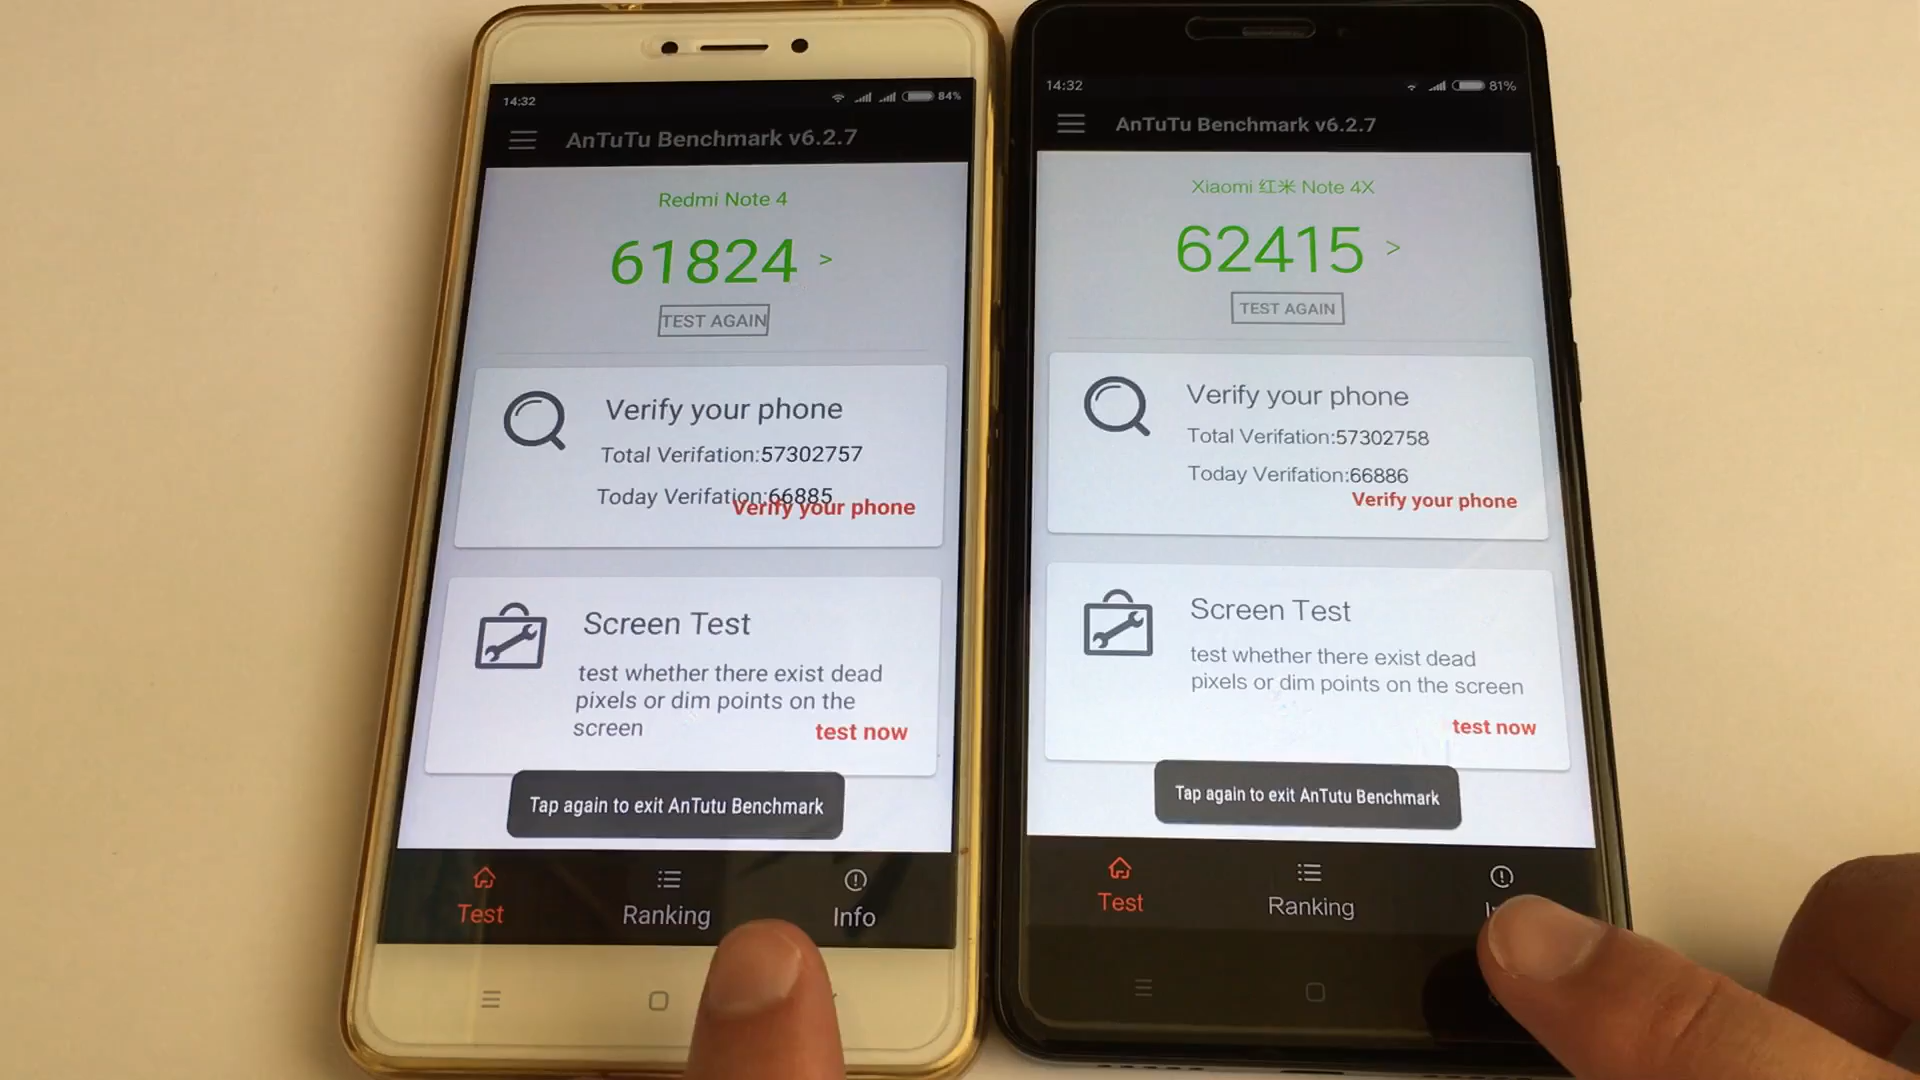 14:32
84%
AnTuTu Benchmark v6.2.7
Redmi Note 4
61824 >
TEST AGAIN
Verify your phone
Total Verifation:57302757
Today Verifation:66885
Verify your phone
Screen Test
test whether there exist dead
pixels or dim points on the
screen
test now
Tap again to exit AnTutu Benchmark
Test
Ranking
Info
14:32
81%
AnTuTu Benchmark v6.2.7
Xiaomi 红米 Note 4X
62415 >
TEST AGAIN
Verify your phone
Total Verifation:57302758
Today Verifation:66886
Verify your phone
Screen Test
test whether there exist dead
pixels or dim points on the screen
test now
Tap again to exit AnTutu Benchmark
Test
Ranking